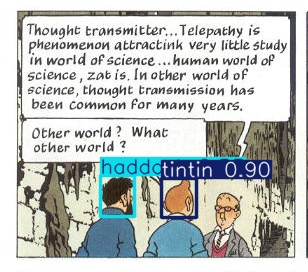 Thought transmitter...Telepathy is
phenomenon attractink very little study
in world of science...human world of
science, zat is. In other world of
science, thought transmission has
been common for many years.
Other world? What
other world?
haddo
tintin 0.90